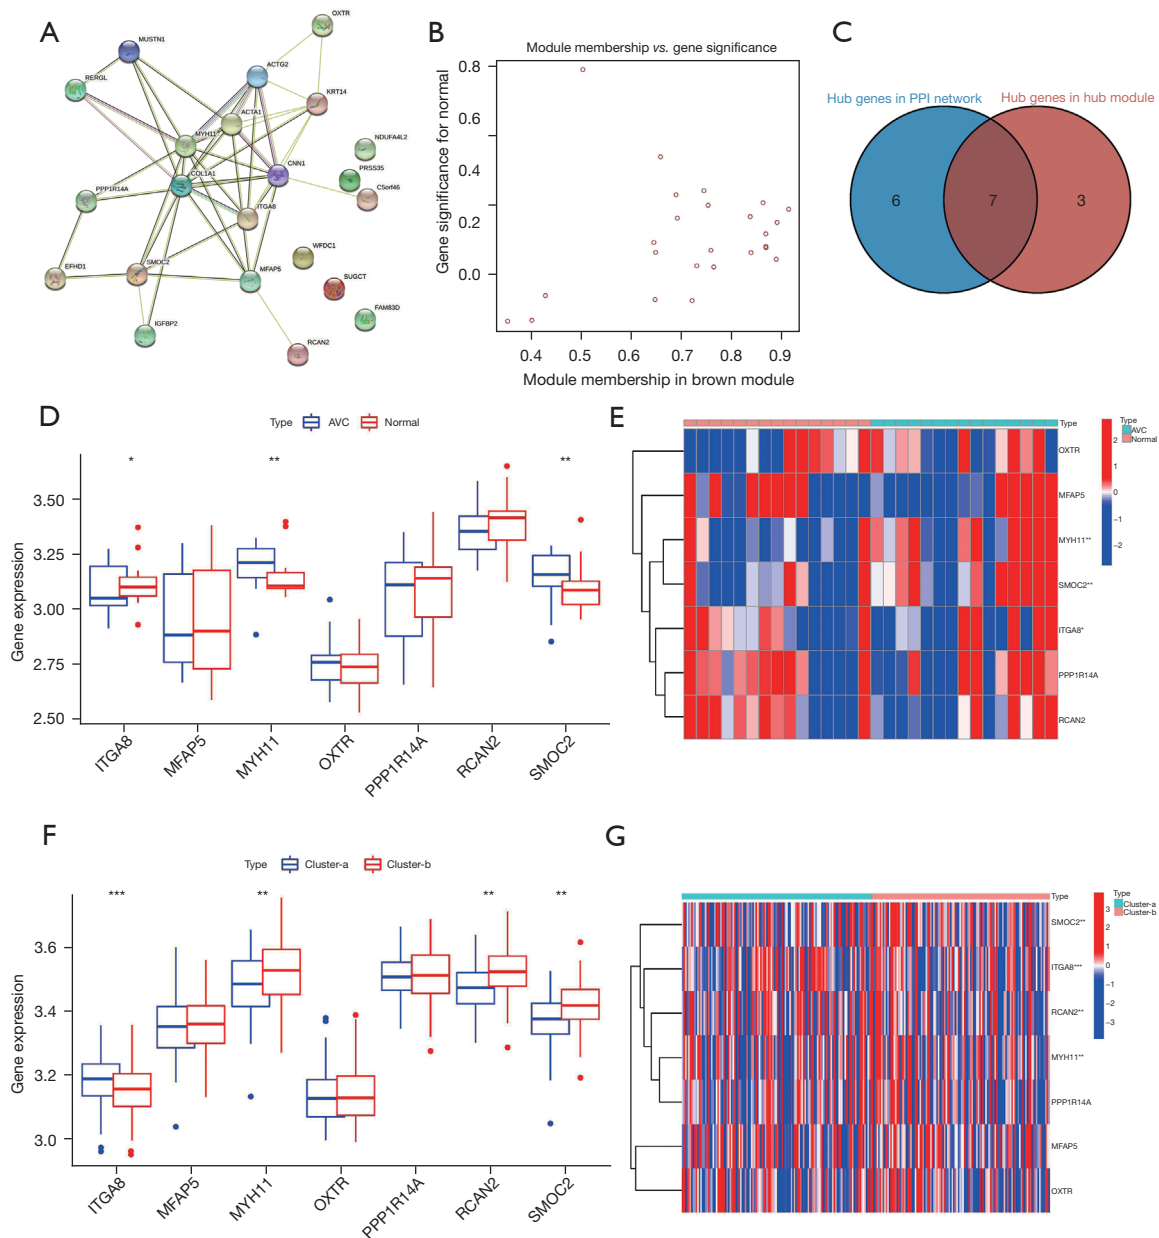 A
OXTR
MUSTN1
ACTG2
RERGL
KRT14
ACTA1
MYH11
NDUFA4L2
CNN1
PRSS35
COL1A1
C5orf46
PPP1R14A
ITGA8
WFDC1
SMOC2
EFHD1
MFAP5
SUGCT
FAM83D
IGFBP2
RCAN2
B
Module membership vs. gene significance
Gene significance for normal
0.8
0.6
0.4
0.2
0.0
0.4 0.5 0.6 0.7 0.8 0.9
Module membership in brown module
C
Hub genes in PPI network
Hub genes in hub module
6 7 3
D
Type AVC Normal
* ** **
Gene expression
3.50
3.25
3.00
2.75
2.50
ITGA8 MFAP5 MYH11 OXTR PPP1R14A RCAN2 SMOC2
E
Type
OXTR
MFAP5
MYH11**
SMOC2**
ITGA8*
PPP1R14A
RCAN2
Type
AVC
Normal
2
1
0
−1
−2
F
Type Cluster-a Cluster-b
*** ** ** **
Gene expression
3.6
3.4
3.2
3.0
ITGA8 MFAP5 MYH11 OXTR PPP1R14A RCAN2 SMOC2
G
Type
SMOC2**
ITGA8***
RCAN2**
MYH11**
PPP1R14A
MFAP5
OXTR
Type
Cluster-a
Cluster-b
3
2
1
0
−1
−2
−3